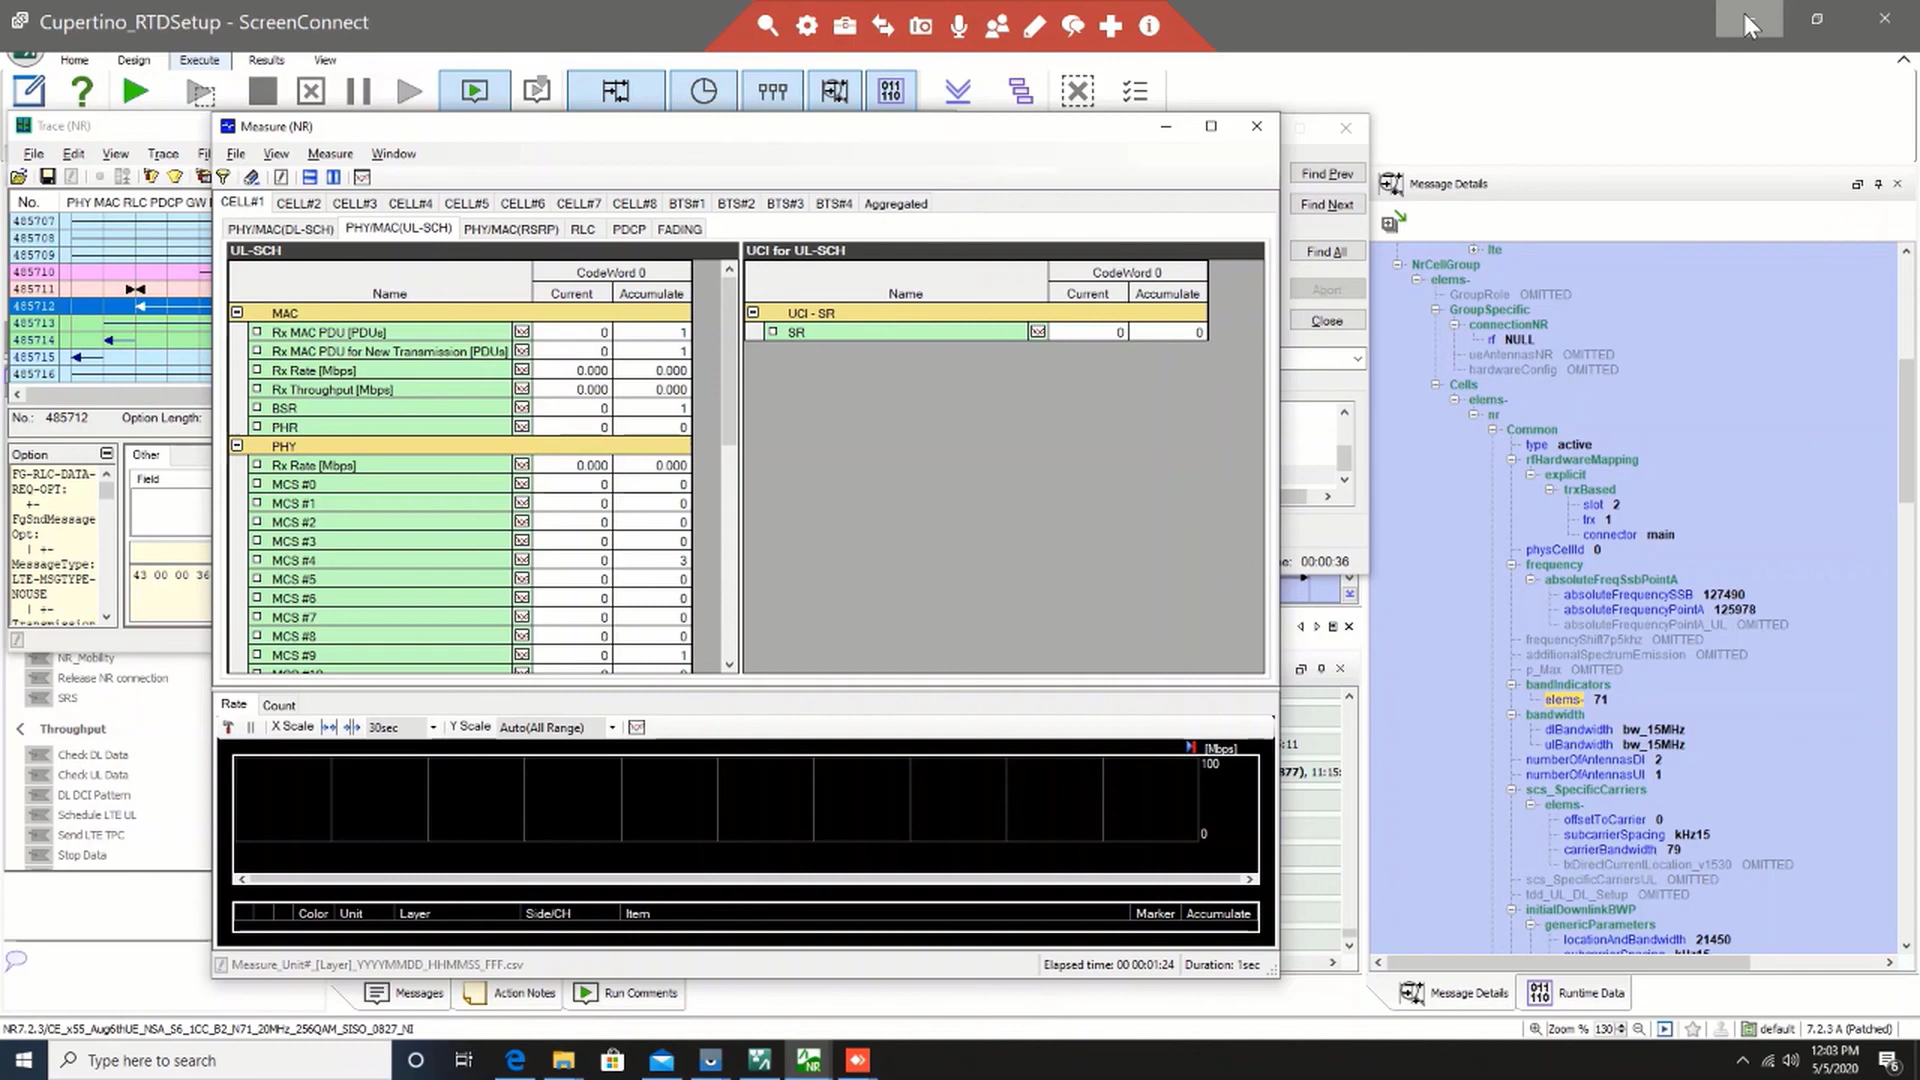 Cupertino_RTDSetup - ScreenConnect
Home Design Execute Results View
Trace (NR)
File Edit View Trace
No. PHY MAC RLC PDCP GW
485707
485708
485709
485710
485711
485712
485713
485714
485715
485716
No.: 485712 Option Length:
Option
FG-RLC-DATA-
REQ-OPT:
+-
FgSndMessage
Opt:
| +-
MessageType:
LTE-MSGTYPE-
NOUSE
| +-
Other
Field
43 00 00 36
NR_Mobility
Release NR connection
SRS
Throughput
Check DL Data
Check UL Data
DL DCI Pattern
Schedule LTE UL
Send LTE TPC
Stop Data
Measure (NR)
File View Measure Window
CELL#1 CELL#2 CELL#3 CELL#4 CELL#5 CELL#6 CELL#7 CELL#8 BTS#1 BTS#2 BTS#3 BTS#4 Aggregated
PHY/MAC(DL-SCH) PHY/MAC(UL-SCH) PHY/MAC(RSRP) RLC PDCP FADING
UL-SCH
CodeWord 0
Name Current Accumulate
MAC
Rx MAC PDU [PDUs] 0 1
Rx MAC PDU for New Transmission [PDUs] 0 1
Rx Rate [Mbps] 0.000 0.000
Rx Throughput [Mbps] 0.000 0.000
BSR 0 1
PHR 0 0
PHY
Rx Rate [Mbps] 0.000 0.000
MCS #0 0 0
MCS #1 0 0
MCS #2 0 0
MCS #3 0 0
MCS #4 0 3
MCS #5 0 0
MCS #6 0 0
MCS #7 0 0
MCS #8 0 0
MCS #9 0 1
UCI for UL-SCH
CodeWord 0
Name Current Accumulate
UCI - SR
SR 0 0
Rate Count
X Scale 30sec Y Scale Auto(All Range)
[Mbps]
100
0
Color Unit Layer Side/CH Item Marker Accumulate
Measure_Unit#_[Layer]_YYYYMMDD_HHMMSS_FFF.csv Elapsed time: 00 00:01:24 Duration: 1sec
Find Prev
Find Next
Find All
Abort
Close
e: 00:00:36
:11
877), 11:15:
Messages Action Notes Run Comments
Message Details
lte
NrCellGroup
elems-
GroupRole OMITTED
GroupSpecific
connectionNR
rf NULL
ueAntennasNR OMITTED
hardwareConfig OMITTED
Cells
elems-
nr
Common
type active
rfHardwareMapping
explicit
trxBased
slot 2
trx 1
connector main
physCellId 0
frequency
absoluteFreqSsbPointA
absoluteFrequencySSB 127490
absoluteFrequencyPointA 125978
absoluteFrequencyPointA_UL OMITTED
frequencyShift7p5khz OMITTED
additionalSpectrumEmission OMITTED
p_Max OMITTED
bandIndicators
elems- 71
bandwidth
dlBandwidth bw_15MHz
ulBandwidth bw_15MHz
numberOfAntennasDl 2
numberOfAntennasUl 1
scs_SpecificCarriers
elems-
offsetToCarrier 0
subcarrierSpacing kHz15
carrierBandwidth 79
txDirectCurrentLocation_v1530 OMITTED
scs_SpecificCarriersUL OMITTED
tdd_UL_DL_Setup OMITTED
initialDownlinkBWP
genericParameters
locationAndBandwidth 21450
Message Details Runtime Data
NR7.2.3/CE_x55_Aug6thUE_NSA_S6_1CC_B2_N71_20MHz_256QAM_SISO_0827_NI
Zoom % 130 default 7.2.3 A (Patched)
Type here to search
12:03 PM
5/5/2020
6